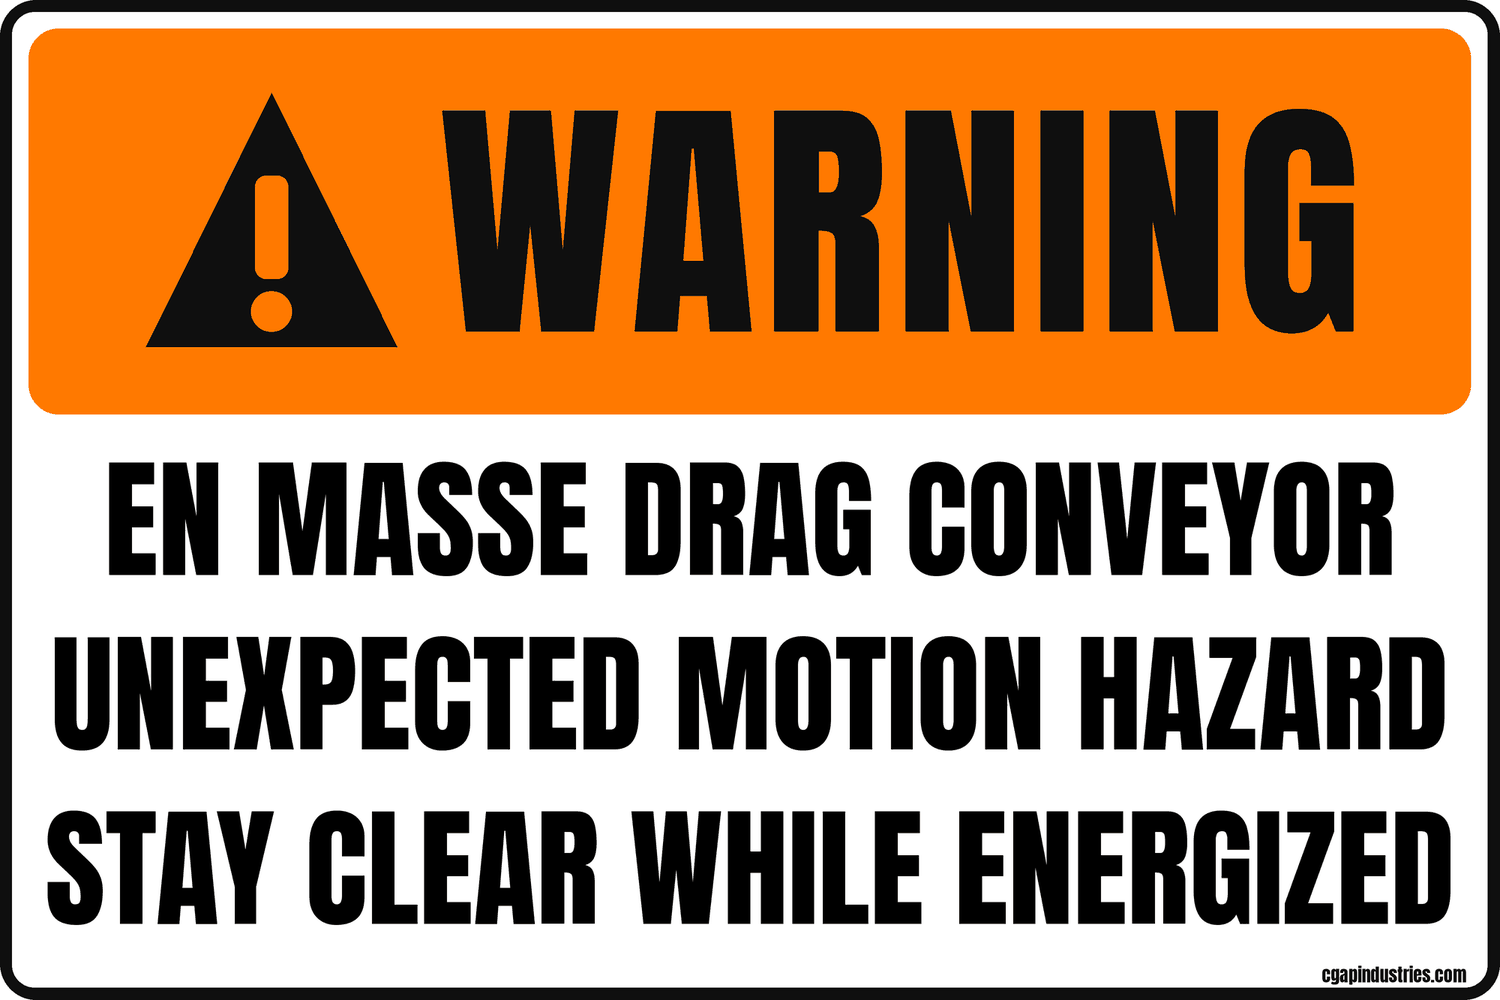 WARNING
EN MASSE DRAG CONVEYOR
UNEXPECTED MOTION HAZARD
STAY CLEAR WHILE ENERGIZED
cgapindustries.com